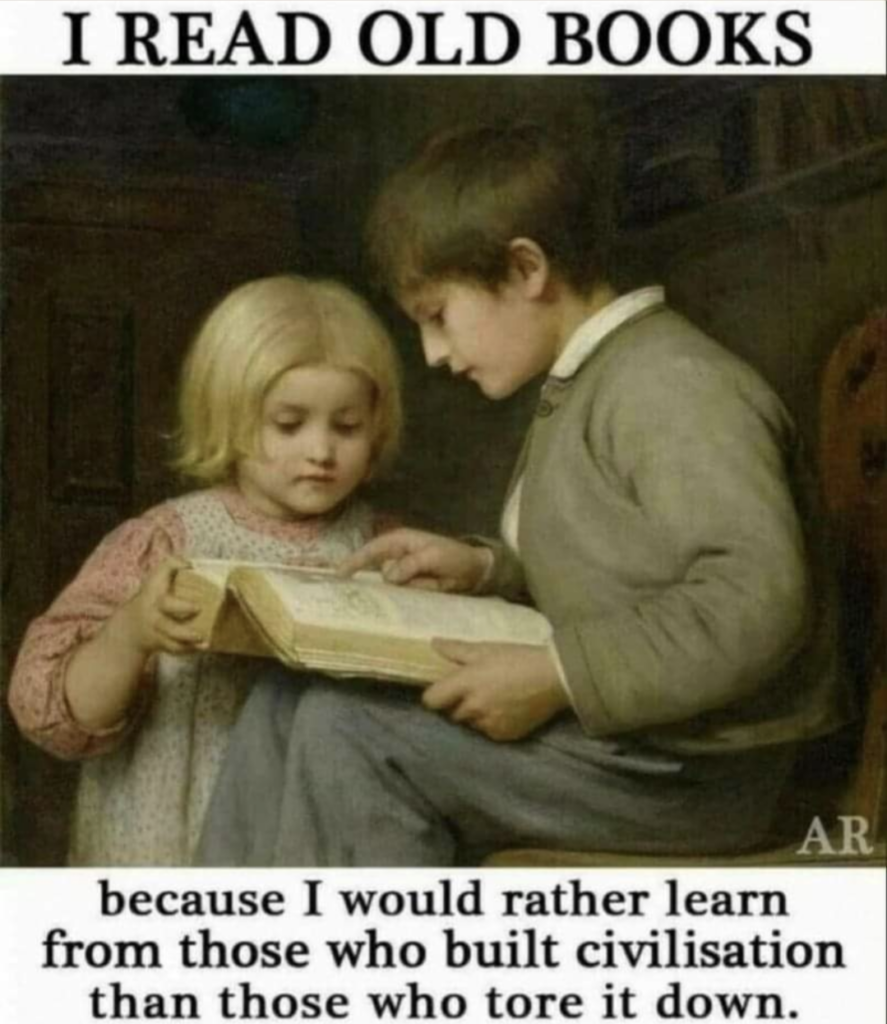 I READ OLD BOOKS
AR
because I would rather learn
from those who built civilisation
than those who tore it down.